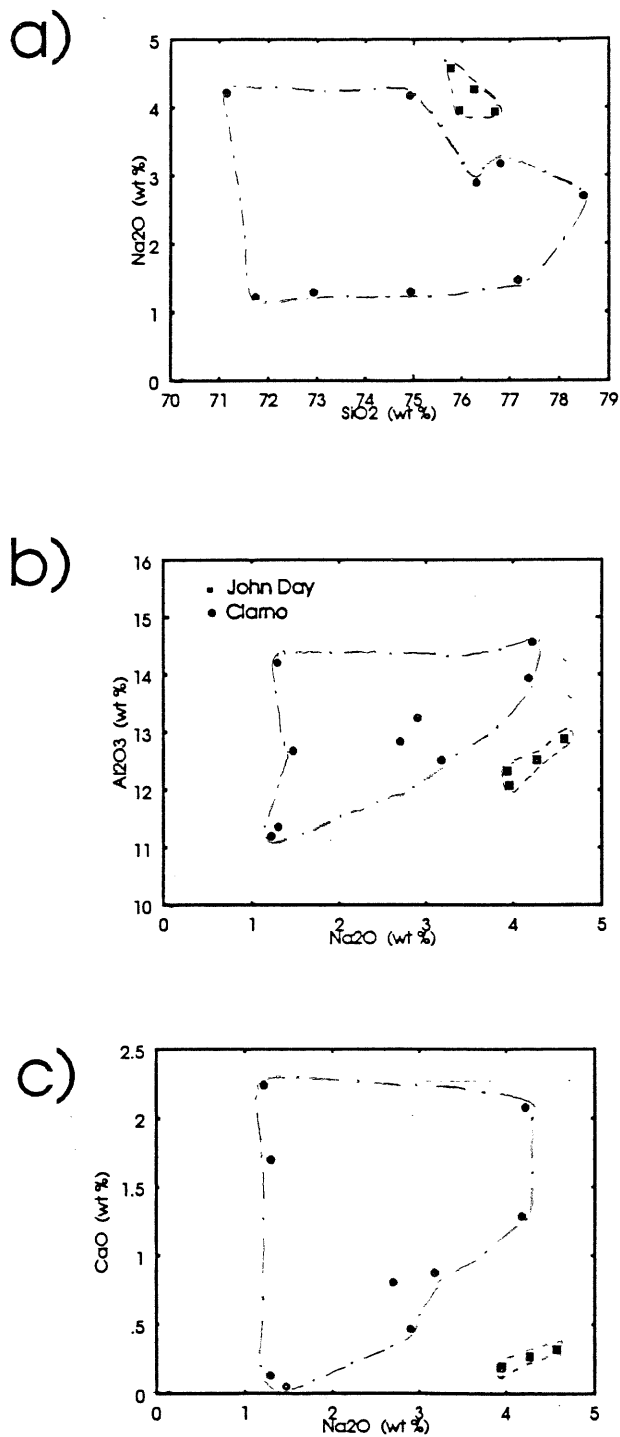 a)
5
4
3
2
1
0
Na2O (wt %)
70 71 72 73 74 75 76 77 78 79
SiO2 (wt %)
b)
16
15
14
13
12
11
10
Al2O3 (wt %)
John Day
Clarno
0 1 2 3 4 5
Na2O (wt %)
c)
2.5
2
1.5
1
.5
0
CaO (wt %)
0 1 2 3 4 5
Na2O (wt %)